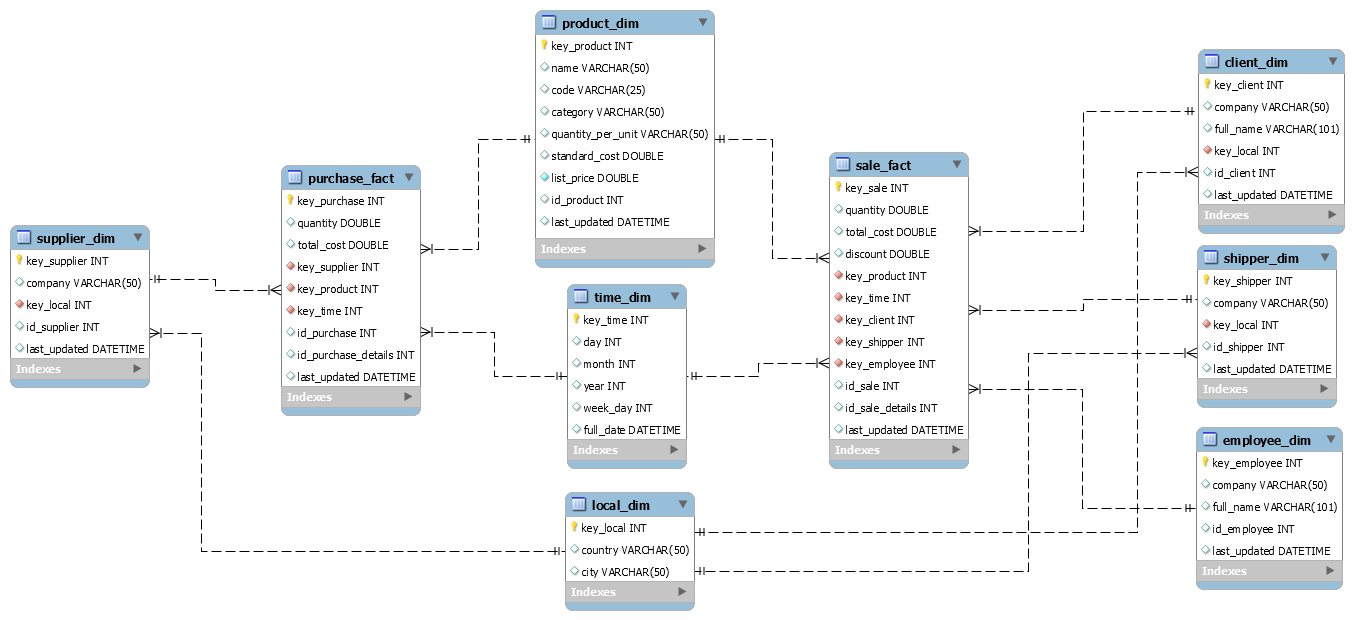 product_dim
key_product INT
name VARCHAR(50)
code VARCHAR(25)
category VARCHAR(50)
quantity_per_unit VARCHAR(50)
standard_cost DOUBLE
list_price DOUBLE
id_product INT
last_updated DATETIME
Indexes
client_dim
key_client INT
company VARCHAR(50)
full_name VARCHAR(101)
key_local INT
id_client INT
last_updated DATETIME
Indexes
purchase_fact
key_purchase INT
quantity DOUBLE
total_cost DOUBLE
key_supplier INT
key_product INT
key_time INT
id_purchase INT
id_purchase_details INT
last_updated DATETIME
Indexes
sale_fact
key_sale INT
quantity DOUBLE
total_cost DOUBLE
discount DOUBLE
key_product INT
key_time INT
key_client INT
key_shipper INT
key_employee INT
id_sale INT
id_sale_details INT
last_updated DATETIME
Indexes
supplier_dim
key_supplier INT
company VARCHAR(50)
key_local INT
id_supplier INT
last_updated DATETIME
Indexes
shipper_dim
key_shipper INT
company VARCHAR(50)
key_local INT
id_shipper INT
last_updated DATETIME
Indexes
time_dim
key_time INT
day INT
month INT
year INT
week_day INT
full_date DATETIME
Indexes
employee_dim
key_employee INT
company VARCHAR(50)
full_name VARCHAR(101)
id_employee INT
last_updated DATETIME
Indexes
local_dim
key_local INT
country VARCHAR(50)
city VARCHAR(50)
Indexes